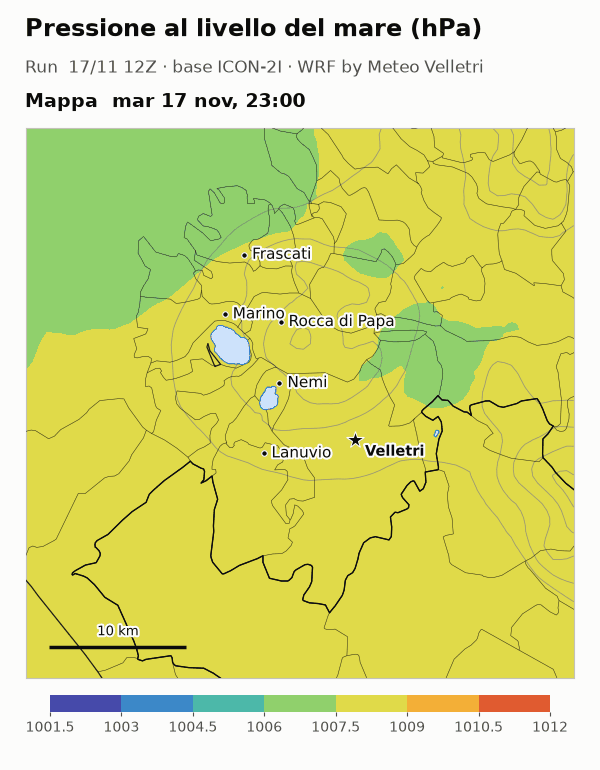 Pressione al livello del mare (hPa)
Run  17/11 12Z · base ICON-2I · WRF by Meteo Velletri
Mappa  mar 17 nov, 23:00
Frascati
Marino
Rocca di Papa
Nemi
Velletri
Lanuvio
10 km
1001.5 1003 1004.5 1006 1007.5 1009 1010.5 1012